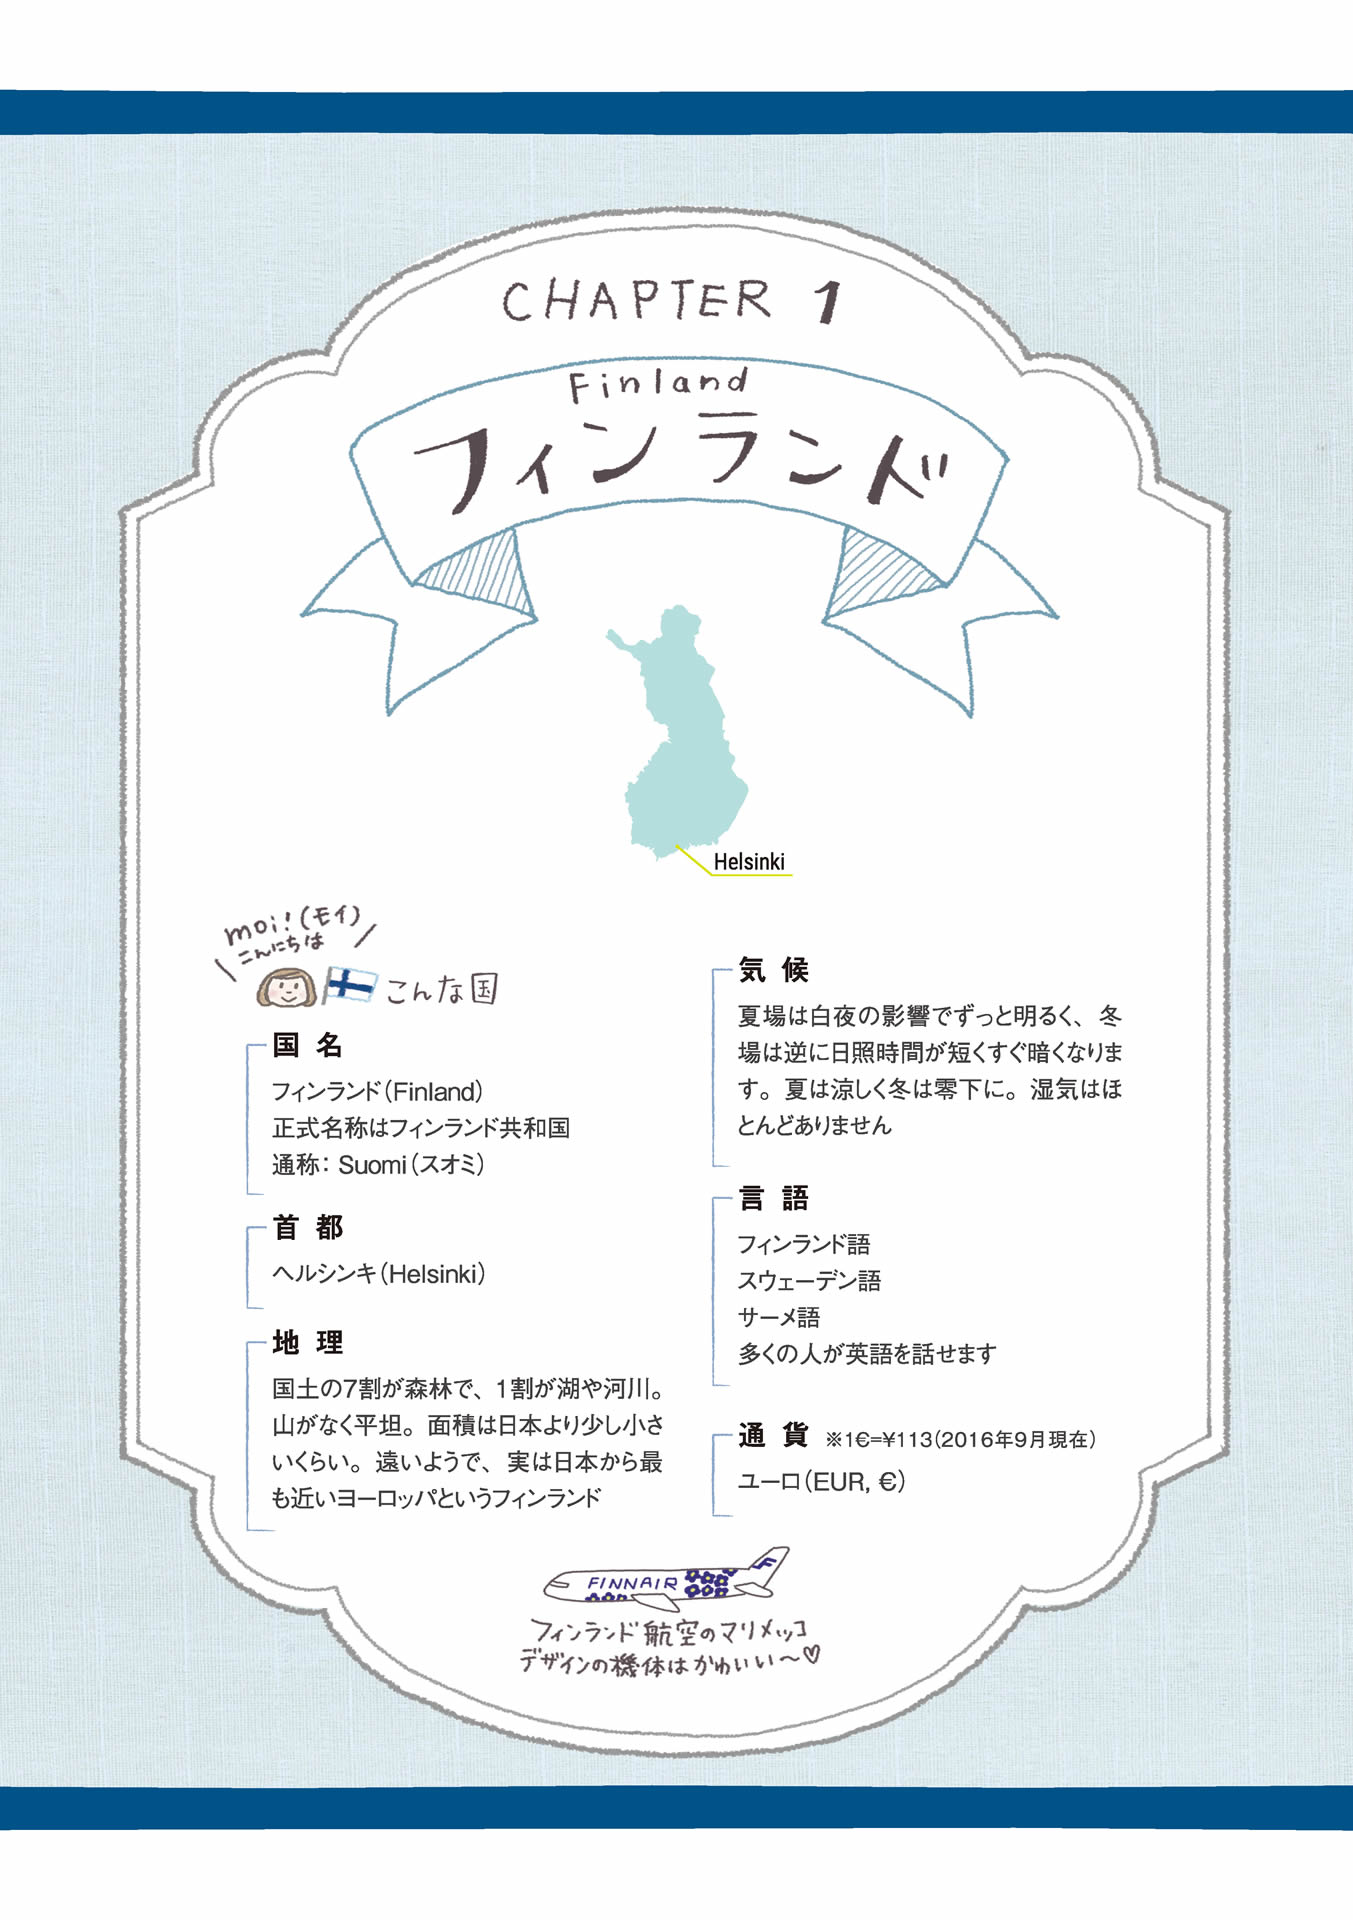 CHAPTER 1
Finland
フィンランド
Helsinki
moi!(モイ)
こんにちは
こんな国
国名
フィンランド(Finland)
正式名称はフィンランド共和国
通称: Suomi(スオミ)
首都
ヘルシンキ(Helsinki)
地理
国土の7割が森林で、1割が湖や河川。
山がなく平坦。面積は日本より少し小さ
いくらい。遠いようで、実は日本から最
も近いヨーロッパというフィンランド
気候
夏場は白夜の影響でずっと明るく、冬
場は逆に日照時間が短くすぐ暗くなりま
す。夏は涼しく冬は零下に。湿気はほ
とんどありません
言語
フィンランド語
スウェーデン語
サーメ語
多くの人が英語を話せます
通貨 ※1€=¥113(2016年9月現在)
ユーロ(EUR, €)
FINNAIR
F
フィンランド航空のマリメッコ
デザインの機体はかわいい〜♡